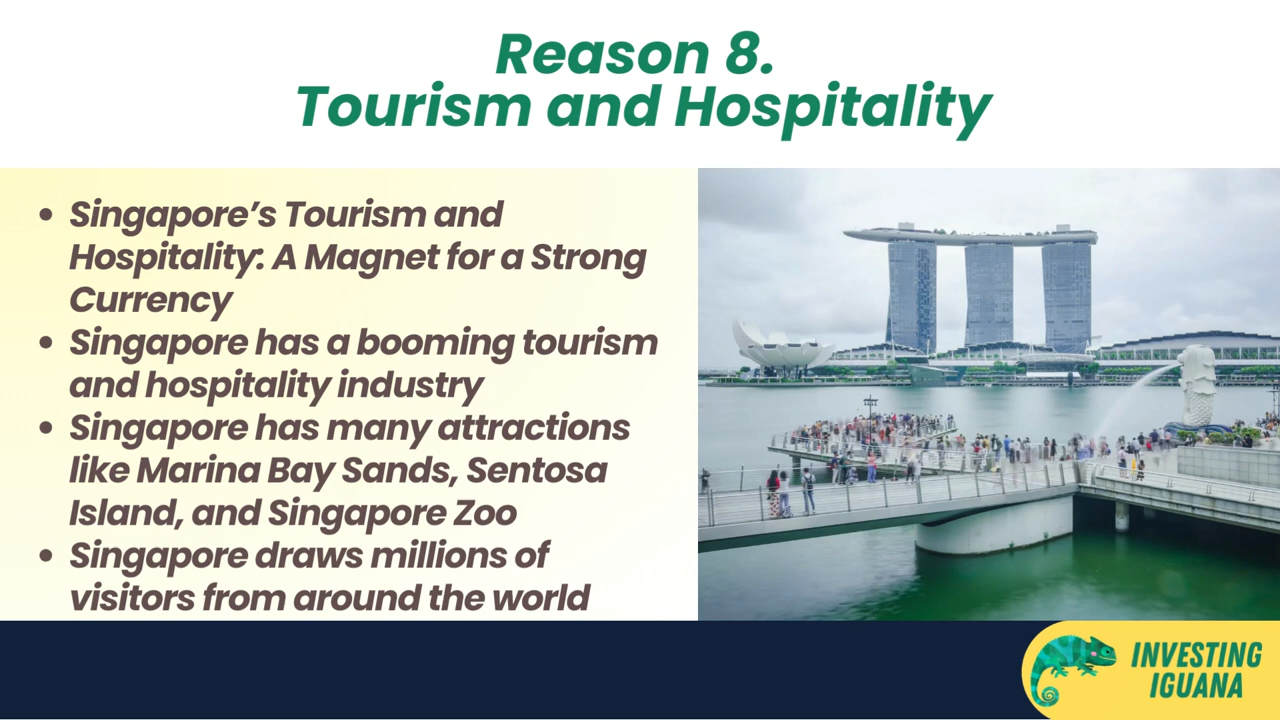 Reason 8.
Tourism and Hospitality
• Singapore’s Tourism and
Hospitality: A Magnet for a Strong
Currency
• Singapore has a booming tourism
and hospitality industry
• Singapore has many attractions
like Marina Bay Sands, Sentosa
Island, and Singapore Zoo
• Singapore draws millions of
visitors from around the world
INVESTING
IGUANA